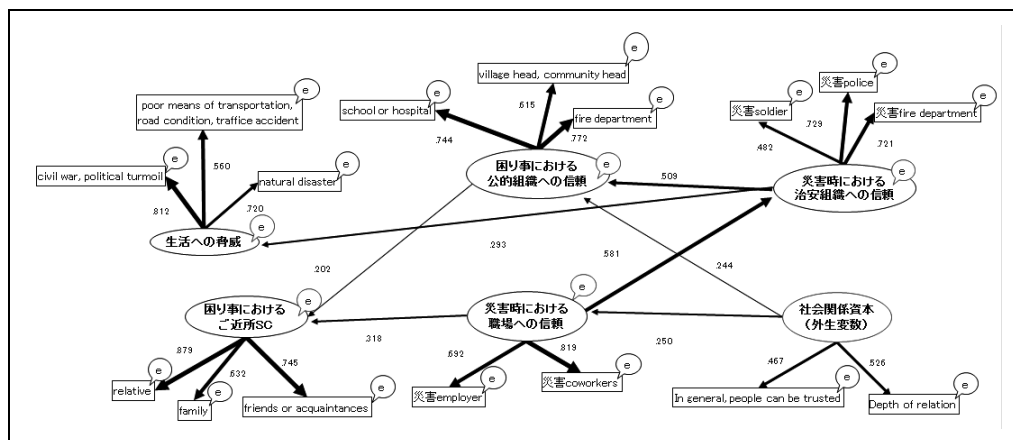 e
village head, community head
e
災害police
e
poor means of transportation,
road condition, traffice accident
e
school or hospital
.615
e
fire department
e
災害soldier
e
災害fire department
.744
.772
.729
.721
.482
e
civil war, political turmoil
.560
e
natural disaster
困り事における
公的組織への信頼
e
.509
災害時における
治安組織への信頼
e
.812
.720
生活への脅威
e
.293
.581
.202
.244
困り事における
ご近所SC
e
災害時における
職場への信頼
e
社会関係資本
(外生変数)
.318
.250
.879
.632
.745
.692
.819
.467
.526
e
relative
e
family
e
friends or acquaintances
e
災害employer
e
災害coworkers
e
In general, people can be trusted
e
Depth of relation